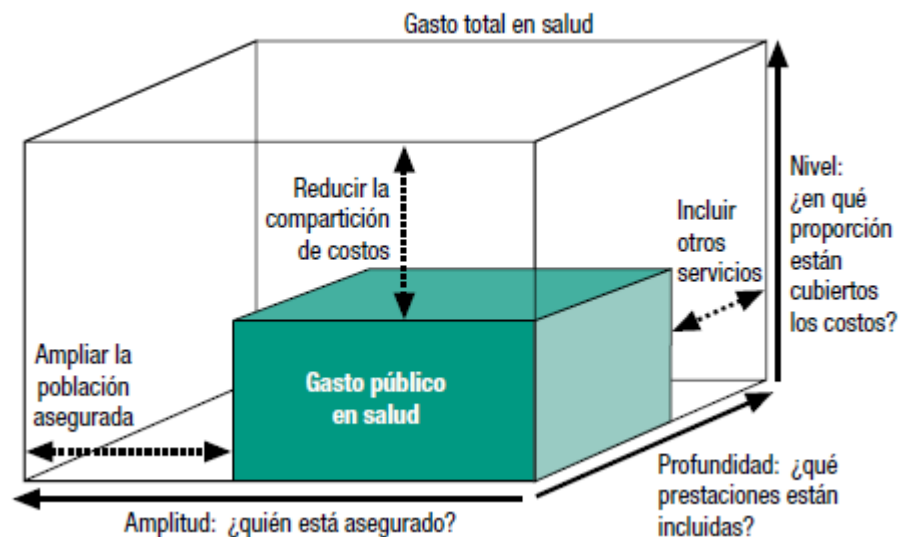 Gasto total en salud
Reducir la
compartición
de costos
Incluir
otros
servicios
Nivel:
¿en qué
proporción
están
cubiertos
los costos?
Ampliar la
población
asegurada
Gasto público
en salud
Amplitud: ¿quién está asegurado?
Profundidad: ¿qué
prestaciones están
incluidas?